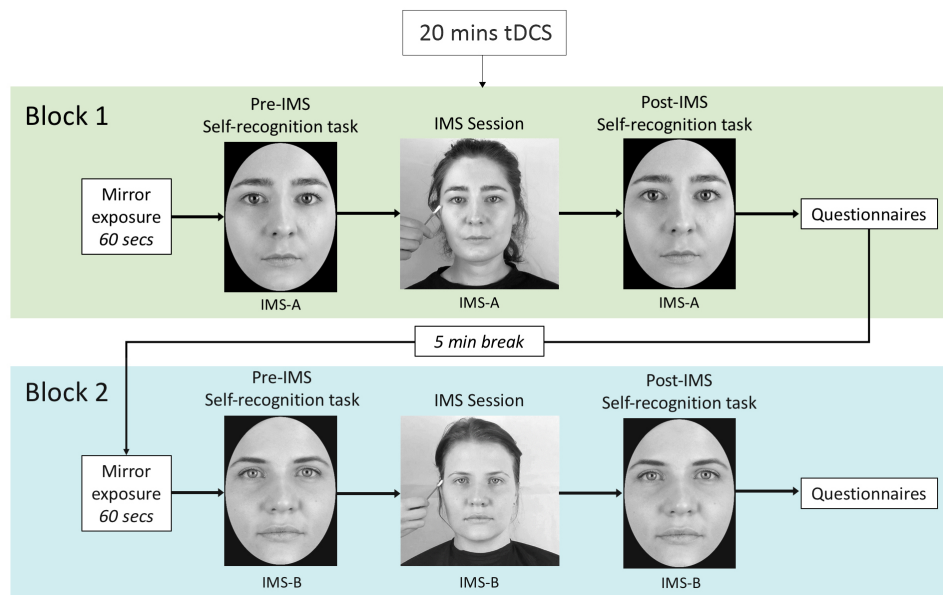 20 mins tDCS
Block 1
Pre-IMS
Self-recognition task
IMS Session
Post-IMS
Self-recognition task
Mirror
exposure
60 secs
Questionnaires
IMS-A
IMS-A
IMS-A
5 min break
Block 2
Pre-IMS
Self-recognition task
IMS Session
Post-IMS
Self-recognition task
Mirror
exposure
60 secs
Questionnaires
IMS-B
IMS-B
IMS-B